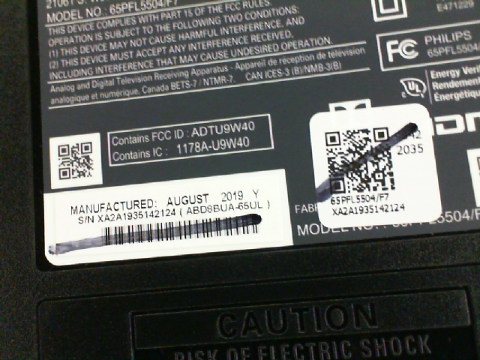 MODEL NO : 65PFL5504/F7
THIS DEVICE COMPLIES WITH PART 15 OF THE FCC RULES.
OPERATION IS SUBJECT TO THE FOLLOWING TWO CONDITIONS:
(1) THIS DEVICE MAY NOT CAUSE HARMFUL INTERFERENCE, AND
(2) THIS DEVICE MUST ACCEPT ANY INTERFERENCE RECEIVED,
INCLUDING INTERFERENCE THAT MAY CAUSE UNDESIRED OPERATION.
Analog and Digital Television Receiving Apparatus - Appareils de réception de télévision
analogique et numérique, Canada BETS-7 / NTMR-7. CAN ICES-3 (B)/NMB-3(B)
E471229
FC
PHILIPS
65PFL5504/
UL
Energy Verif
Rendement
Énergétique
Contains FCC ID : ADTU9W40
Contains IC : 1178A-U9W40
2035
65PFL5504/F7
XA2A1935142124
MANUFACTURED: AUGUST 2019 Y
S/N XA2A1935142124 ( ABD6BUA-65UL )
MODEL NO.
CAUTION
RISK OF ELECTRIC SHOCK